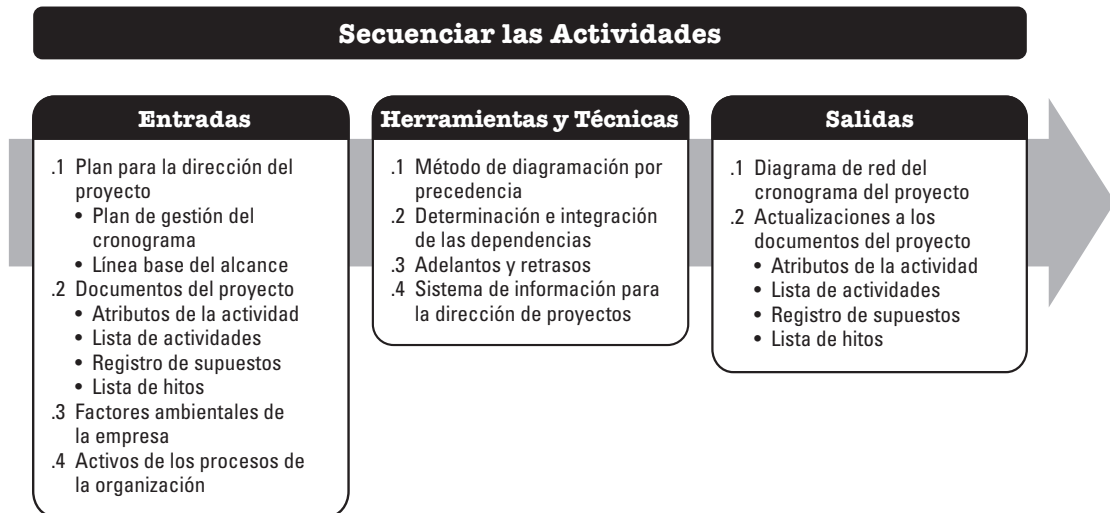 Secuenciar las Actividades
Entradas
.1 Plan para la dirección del
proyecto
• Plan de gestión del
cronograma
• Línea base del alcance
.2 Documentos del proyecto
• Atributos de la actividad
• Lista de actividades
• Registro de supuestos
• Lista de hitos
.3 Factores ambientales de
la empresa
.4 Activos de los procesos de
la organización
Herramientas y Técnicas
.1 Método de diagramación por
precedencia
.2 Determinación e integración
de las dependencias
.3 Adelantos y retrasos
.4 Sistema de información para
la dirección de proyectos
Salidas
.1 Diagrama de red del
cronograma del proyecto
.2 Actualizaciones a los
documentos del proyecto
• Atributos de la actividad
• Lista de actividades
• Registro de supuestos
• Lista de hitos